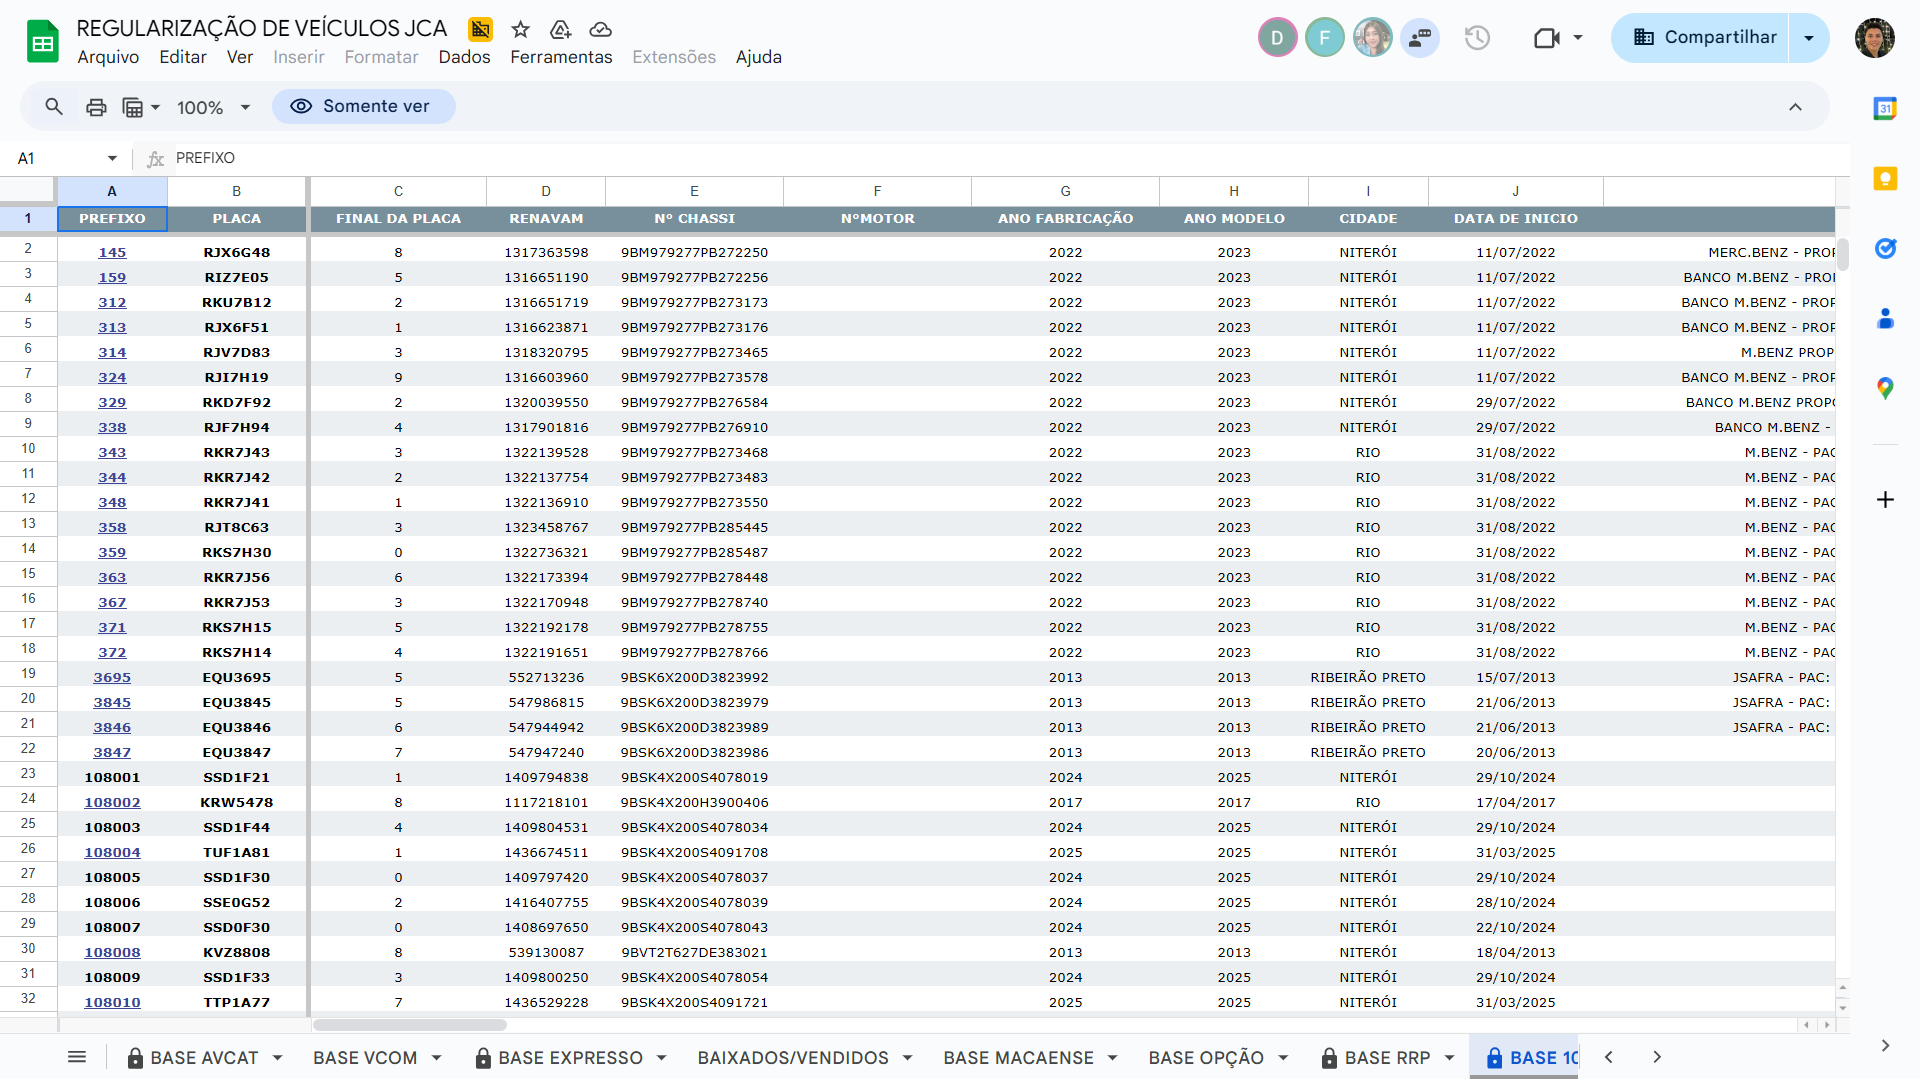 REGULARIZAÇÃO DE VEÍCULOS JCA
Arquivo Editar Ver Inserir Formatar Dados Ferramentas Extensões Ajuda
D F Compartilhar
100% Somente ver
31
A1 fx PREFIXO
A B C D E F G H I J
1 PREFIXO PLACA FINAL DA PLACA RENAVAM Nº CHASSI NºMOTOR ANO FABRICAÇÃO ANO MODELO CIDADE DATA DE INICIO
2 145 RJX6G48 8 1317363598 9BM979277PB272250 2022 2023 NITERÓI 11/07/2022 MERC.BENZ - PROP
3 159 RIZ7E05 5 1316651190 9BM979277PB272256 2022 2023 NITERÓI 11/07/2022 BANCO M.BENZ - PROP
4 312 RKU7B12 2 1316651719 9BM979277PB273173 2022 2023 NITERÓI 11/07/2022 BANCO M.BENZ - PROP
5 313 RJX6F51 1 1316623871 9BM979277PB273176 2022 2023 NITERÓI 11/07/2022 BANCO M.BENZ - PROP
6 314 RJV7D83 3 1318320795 9BM979277PB273465 2022 2023 NITERÓI 11/07/2022 M.BENZ PROP
7 324 RJI7H19 9 1316603960 9BM979277PB273578 2022 2023 NITERÓI 11/07/2022 BANCO M.BENZ - PROP
8 329 RKD7F92 2 1320039550 9BM979277PB276584 2022 2023 NITERÓI 29/07/2022 BANCO M.BENZ PROPO
9 338 RJF7H94 4 1317901816 9BM979277PB276910 2022 2023 NITERÓI 29/07/2022 BANCO M.BENZ -
10 343 RKR7J43 3 1322139528 9BM979277PB273468 2022 2023 RIO 31/08/2022 M.BENZ - PAC
11 344 RKR7J42 2 1322137754 9BM979277PB273483 2022 2023 RIO 31/08/2022 M.BENZ - PAC
12 348 RKR7J41 1 1322136910 9BM979277PB273550 2022 2023 RIO 31/08/2022 M.BENZ - PAC
13 358 RJT8C63 3 1323458767 9BM979277PB285445 2022 2023 RIO 31/08/2022 M.BENZ - PAC
14 359 RKS7H30 0 1322736321 9BM979277PB285487 2022 2023 RIO 31/08/2022 M.BENZ - PAC
15 363 RKR7J56 6 1322173394 9BM979277PB278448 2022 2023 RIO 31/08/2022 M.BENZ - PAC
16 367 RKR7J53 3 1322170948 9BM979277PB278740 2022 2023 RIO 31/08/2022 M.BENZ - PAC
17 371 RKS7H15 5 1322192178 9BM979277PB278755 2022 2023 RIO 31/08/2022 M.BENZ - PAC
18 372 RKS7H14 4 1322191651 9BM979277PB278766 2022 2023 RIO 31/08/2022 M.BENZ - PAC
19 3695 EQU3695 5 552713236 9BSK6X200D3823992 2013 2013 RIBEIRÃO PRETO 15/07/2013 JSAFRA - PAC:
20 3845 EQU3845 5 547986815 9BSK6X200D3823979 2013 2013 RIBEIRÃO PRETO 21/06/2013 JSAFRA - PAC:
21 3846 EQU3846 6 547944942 9BSK6X200D3823989 2013 2013 RIBEIRÃO PRETO 21/06/2013 JSAFRA - PAC:
22 3847 EQU3847 7 547947240 9BSK6X200D3823986 2013 2013 RIBEIRÃO PRETO 20/06/2013
23 108001 SSD1F21 1 1409794838 9BSK4X200S4078019 2024 2025 NITERÓI 29/10/2024
24 108002 KRW5478 8 1117218101 9BSK4X200H3900406 2017 2017 RIO 17/04/2017
25 108003 SSD1F44 4 1409804531 9BSK4X200S4078034 2024 2025 NITERÓI 29/10/2024
26 108004 TUF1A81 1 1436674511 9BSK4X200S4091708 2025 2025 NITERÓI 31/03/2025
27 108005 SSD1F30 0 1409797420 9BSK4X200S4078037 2024 2025 NITERÓI 29/10/2024
28 108006 SSE0G52 2 1416407755 9BSK4X200S4078039 2024 2025 NITERÓI 28/10/2024
29 108007 SSD0F30 0 1408697650 9BSK4X200S4078043 2024 2025 NITERÓI 22/10/2024
30 108008 KVZ8808 8 539130087 9BVT2T627DE383021 2013 2013 NITERÓI 18/04/2013
31 108009 SSD1F33 3 1409800250 9BSK4X200S4078054 2024 2025 NITERÓI 29/10/2024
32 108010 TTP1A77 7 1436529228 9BSK4X200S4091721 2025 2025 NITERÓI 31/03/2025
BASE AVCAT BASE VCOM BASE EXPRESSO BAIXADOS/VENDIDOS BASE MACAENSE BASE OPÇÃO BASE RRP BASE 10